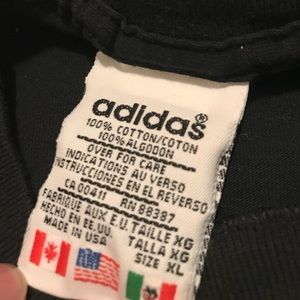 adidas®
100% COTTON/COTON
100% ALGODON
OVER FOR CARE
INDICATIONS AU VERSO
INSTRUCCIONES EN EL REVERSO
CA 00411 RN 88387
FABRIQUE AUX E.U. TAILLE XG
HECHO EN EE.UU. TALLA XG
MADE IN USA SIZE XL